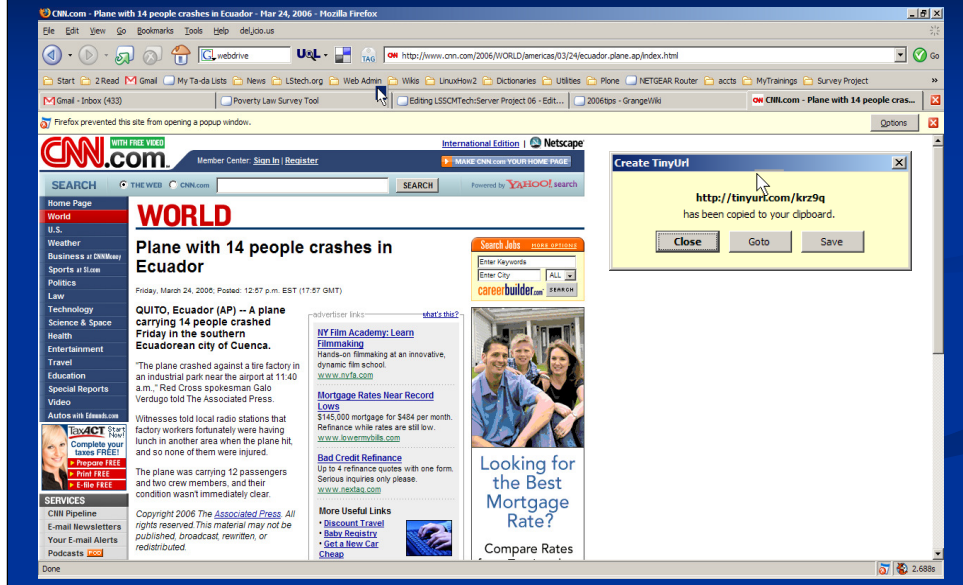 CNN.com - Plane with 14 people crashes in Ecuador - Mar 24, 2006 - Mozilla Firefox
File Edit View Go Bookmarks Tools Help del.icio.us
webdrive
URL -
TAG
http://www.cnn.com/2006/WORLD/americas/03/24/ecuador.plane.ap/index.html
Go
Start 2 Read Gmail My Ta-da Lists News LStech.org Web Admin Wikis LinuxHow2 Dictionaries Utilities Plone NETGEAR Router accts MyTrainings Survey Project »
Gmail - Inbox (433)
Poverty Law Survey Tool
Editing LSSCMTech:Server Project 06 - Edit...
2006tips - GrangeWiki
CNN.com - Plane with 14 people cras...
Firefox prevented this site from opening a popup window.
Options
CNN.com
WITH FREE VIDEO
Member Center: Sign In | Register
International Edition | Netscape
MAKE CNN.com YOUR HOME PAGE
SEARCH THE WEB CNN.com SEARCH Powered by YAHOO! search
Home Page
World
U.S.
Weather
Business at CNNMoney
Sports at SI.com
Politics
Law
Technology
Science & Space
Health
Entertainment
Travel
Education
Special Reports
Video
Autos with Edmunds.com
TaxACT Start Now!
Complete your
taxes FREE!
Prepare FREE
Print FREE
E-file FREE
SERVICES
CNN Pipeline
E-mail Newsletters
Your E-mail Alerts
Podcasts
WORLD
Plane with 14 people crashes in
Ecuador
Friday, March 24, 2006; Posted: 12:57 p.m. EST (17:57 GMT)
QUITO, Ecuador (AP) -- A plane
carrying 14 people crashed
Friday in the southern
Ecuadorean city of Cuenca.
"The plane crashed against a tire factory in
an industrial park near the airport at 11:40
a.m.," Red Cross spokesman Galo
Verdugo told The Associated Press.
Witnesses told local radio stations that
factory workers fortunately were having
lunch in another area when the plane hit,
and so none of them were injured.
The plane was carrying 12 passengers
and two crew members, and their
condition wasn't immediately clear.
Copyright 2006 The Associated Press. All
rights reserved.This material may not be
published, broadcast, rewritten, or
redistributed.
advertiser links what's this?
NY Film Academy: Learn
Filmmaking
Hands-on filmmaking at an innovative,
dynamic film school.
www.nyfa.com
Mortgage Rates Near Record
Lows
$145,000 mortgage for $484 per month.
Refinance while rates are still low.
www.lowermybills.com
Bad Credit Refinance
Up to 4 refinance quotes with one form.
Serious inquiries only please.
www.nextag.com
More Useful Links
• Discount Travel
• Baby Registry
• Get a New Car
Cheap
Search Jobs MORE OPTIONS
Enter Keywords
Enter City ALL
careerbuilder.com SEARCH
Looking for
the Best
Mortgage
Rate?
Compare Rates
Create TinyUrl
http://tinyurl.com/krz9q
has been copied to your clipboard.
Close Goto Save
Done
2.688s